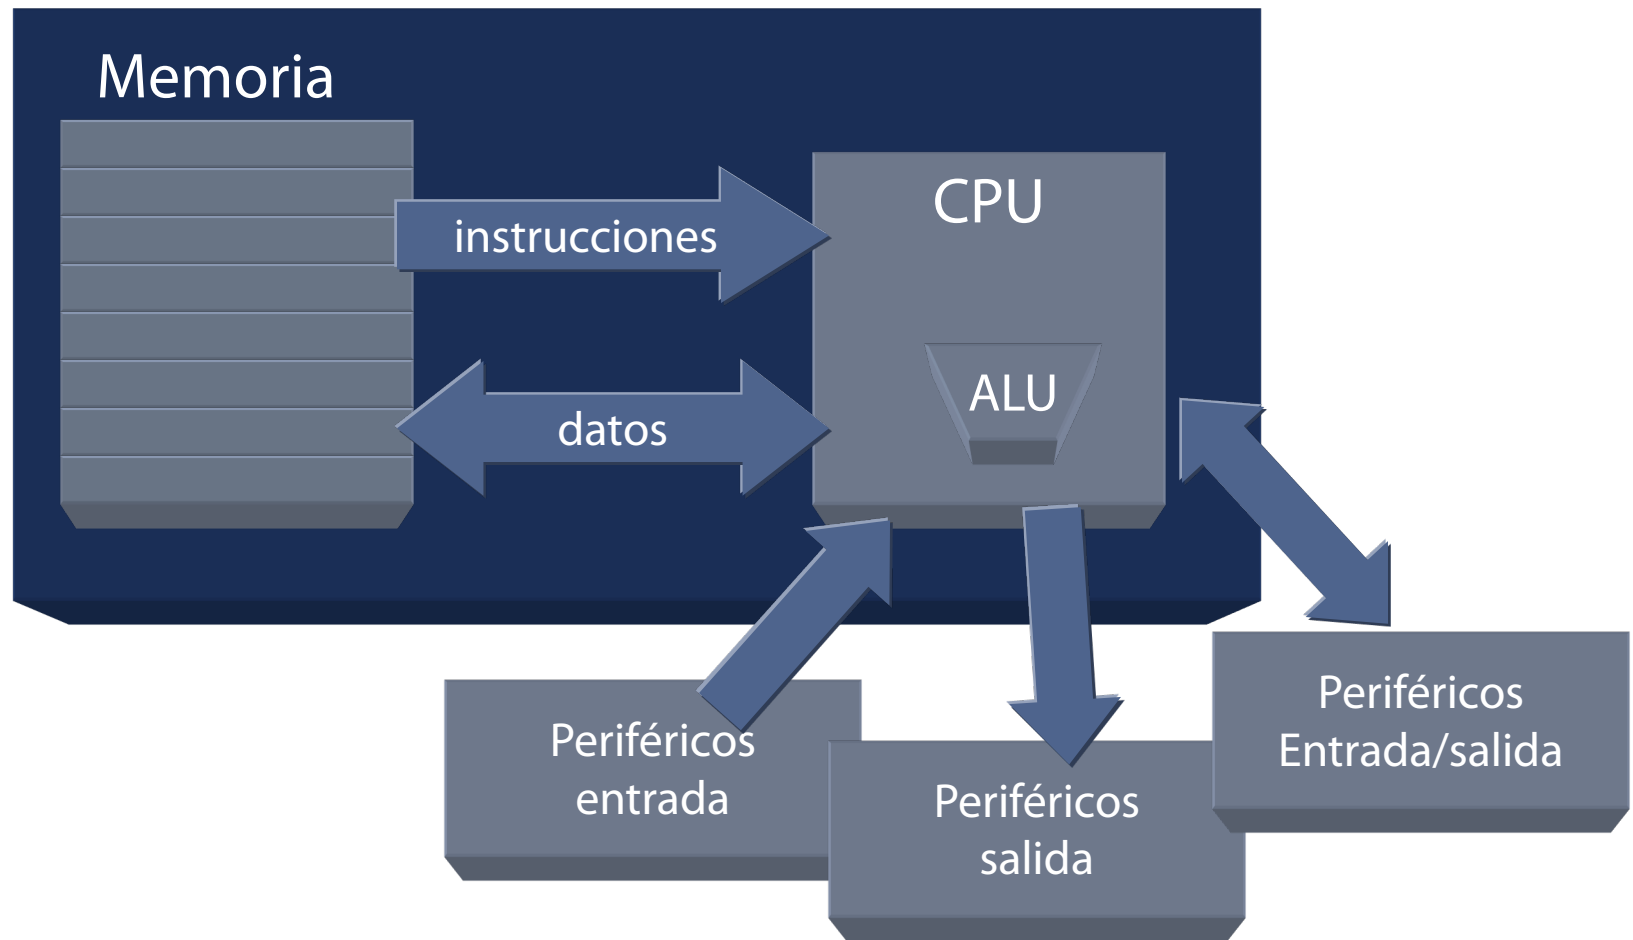 Memoria
CPU
instrucciones
ALU
datos
Periféricos
entrada
Periféricos
salida
Periféricos
Entrada/salida